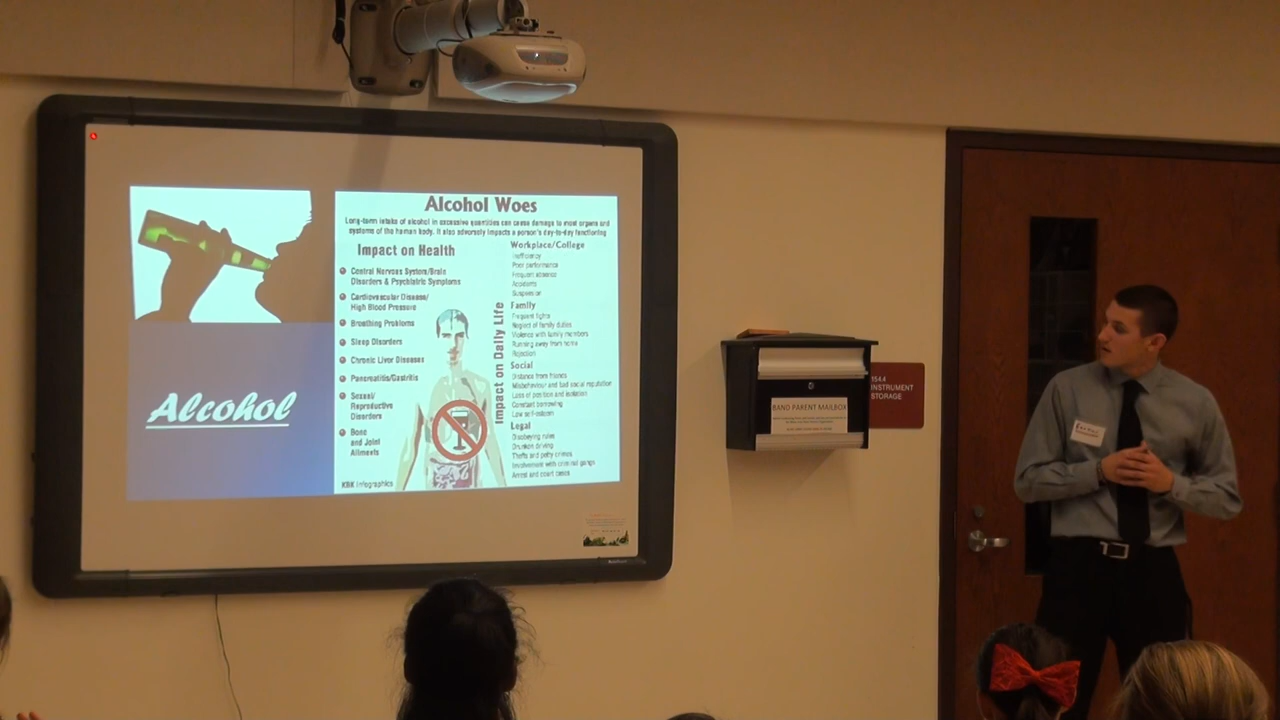 Alcohol
Alcohol Woes
Long-term intake of alcohol in excessive quantities can cause damage to most organs and
systems of the human body. It also adversely impacts a person's day-to-day functioning
Impact on Health
Central Nervous System/Brain
Disorders & Psychiatric Symptoms
Cardiovascular Disease/
High Blood Pressure
Breathing Problems
Sleep Disorders
Chronic Liver Diseases
Pancreatitis/Gastritis
Sexual/
Reproductive
Disorders
Bone
and Joint
Ailments
KBK Infographics
Impact on Daily Life
Workplace/College
Inefficiency
Poor performance
Frequent absence
Accidents
Suspension
Family
Frequent fights
Neglect of family duties
Violence with family members
Running away from home
Rejection
Social
Distance from friends
Misbehaviour and bad social reputation
Loss of position and isolation
Constant borrowing
Low self-esteem
Legal
Disobeying rules
Drunken driving
Thefts and petty crimes
Involvement with criminal gangs
Arrest and court cases
BAND PARENT MAILBOX
154.4
INSTRUMENT
STORAGE